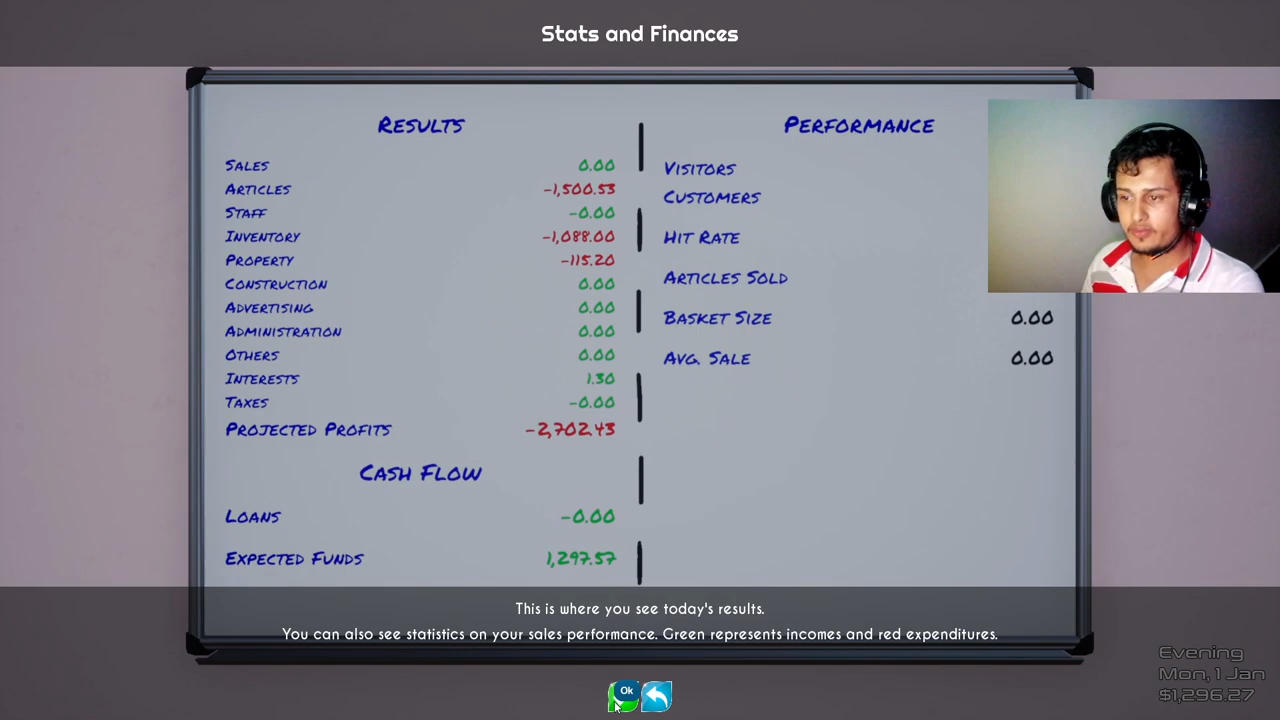 Stats and Finances
RESULTS
SALES 0.00
ARTICLES -1,500.53
STAFF -0.00
INVENTORY -1,088.00
PROPERTY -115.20
CONSTRUCTION 0.00
ADVERTISING 0.00
ADMINISTRATION 0.00
OTHERS 0.00
INTERESTS 1.30
TAXES -0.00
PROJECTED PROFITS -2,702.43
CASH FLOW
LOANS -0.00
EXPECTED FUNDS 1,297.57
PERFORMANCE
VISITORS
CUSTOMERS
HIT RATE
ARTICLES SOLD
BASKET SIZE 0.00
AVG. SALE 0.00
This is where you see today's results.
You can also see statistics on your sales performance. Green represents incomes and red expenditures.
Evening
Mon, 1 Jan
$1,296.27
Ok